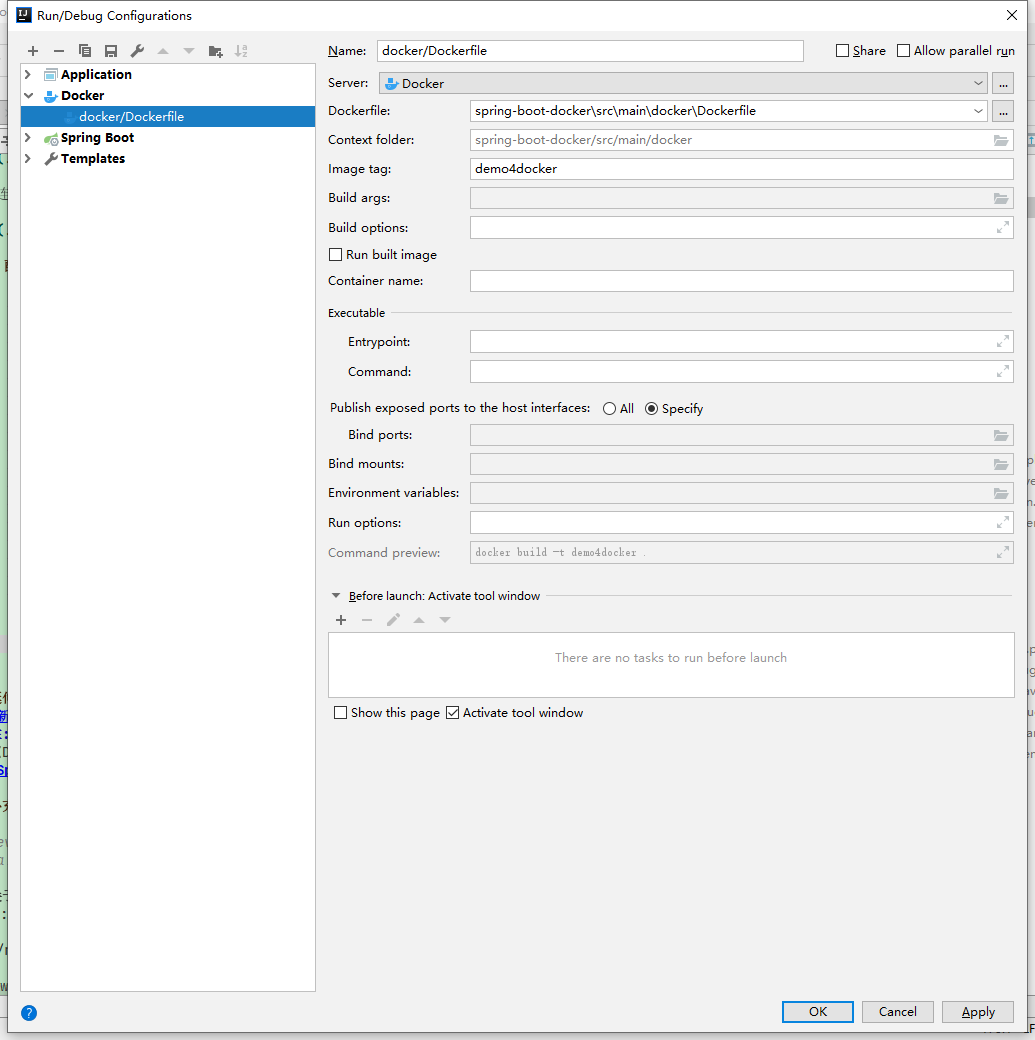 Run/Debug Configurations
Name: docker/Dockerfile Share Allow parallel run
Application
Docker
docker/Dockerfile
Spring Boot
Templates
Server: Docker ...
Dockerfile: spring-boot-docker\src\main\docker\Dockerfile ...
Context folder: spring-boot-docker/src/main/docker
Image tag: demo4docker
Build args:
Build options:
Run built image
Container name:
Executable
Entrypoint:
Command:
Publish exposed ports to the host interfaces: All Specify
Bind ports:
Bind mounts:
Environment variables:
Run options:
Command preview: docker build -t demo4docker .
Before launch: Activate tool window
There are no tasks to run before launch
Show this page Activate tool window
? OK Cancel Apply